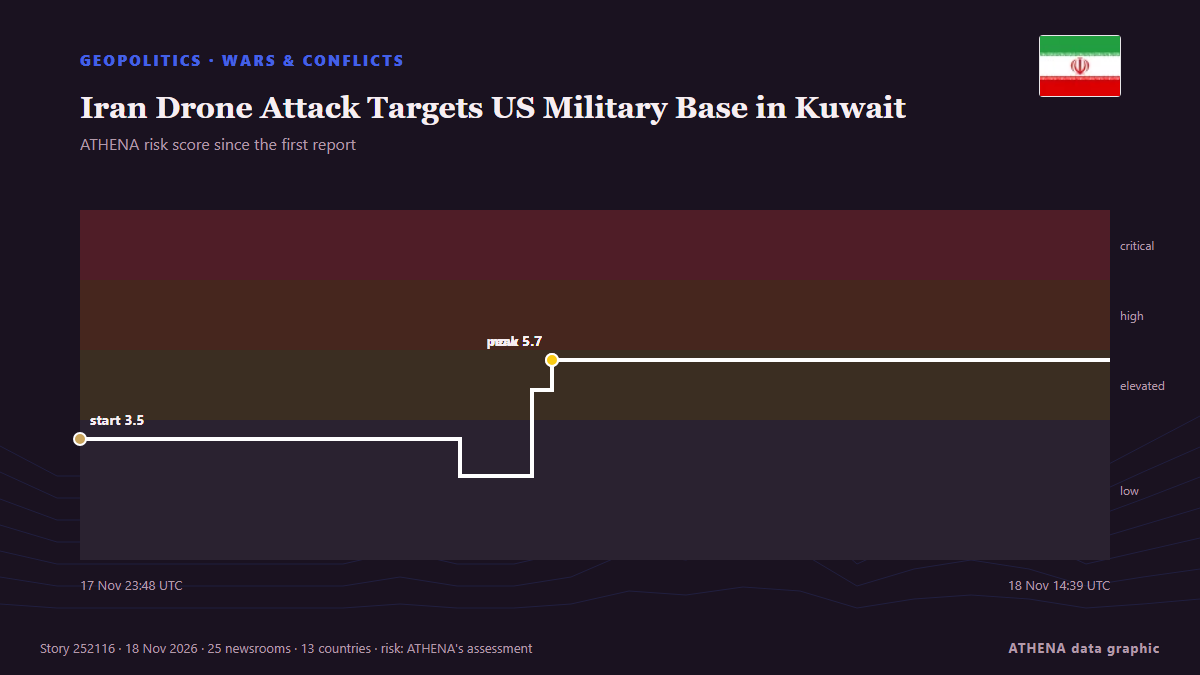 GEOPOLITICS · WARS & CONFLICTS
Iran Drone Attack Targets US Military Base in Kuwait
ATHENA risk score since the first report
critical
high
peak 5.7
elevated
start 3.5
low
17 Nov 23:48 UTC
18 Nov 14:39 UTC
Story 252116 · 18 Nov 2026 · 25 newsrooms · 13 countries · risk: ATHENA's assessment
ATHENA data graphic